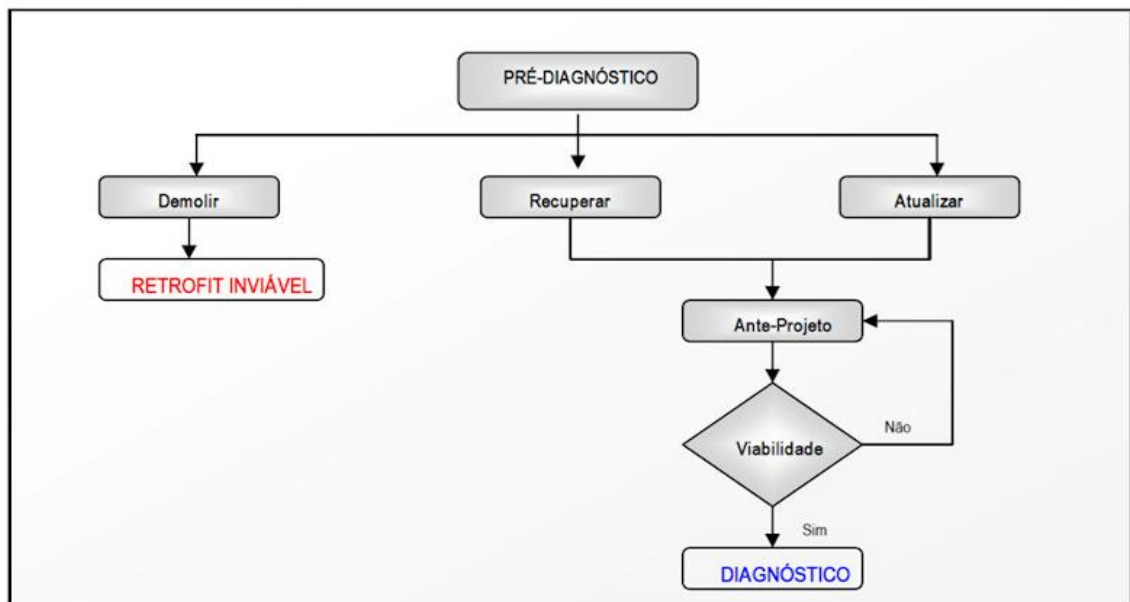 PRÉ-DIAGNÓSTICO
Demolir
Recuperar
Atualizar
RETROFIT INVIÁVEL
Ante-Projeto
Não
Viabilidade
Sim
DIAGNÓSTICO